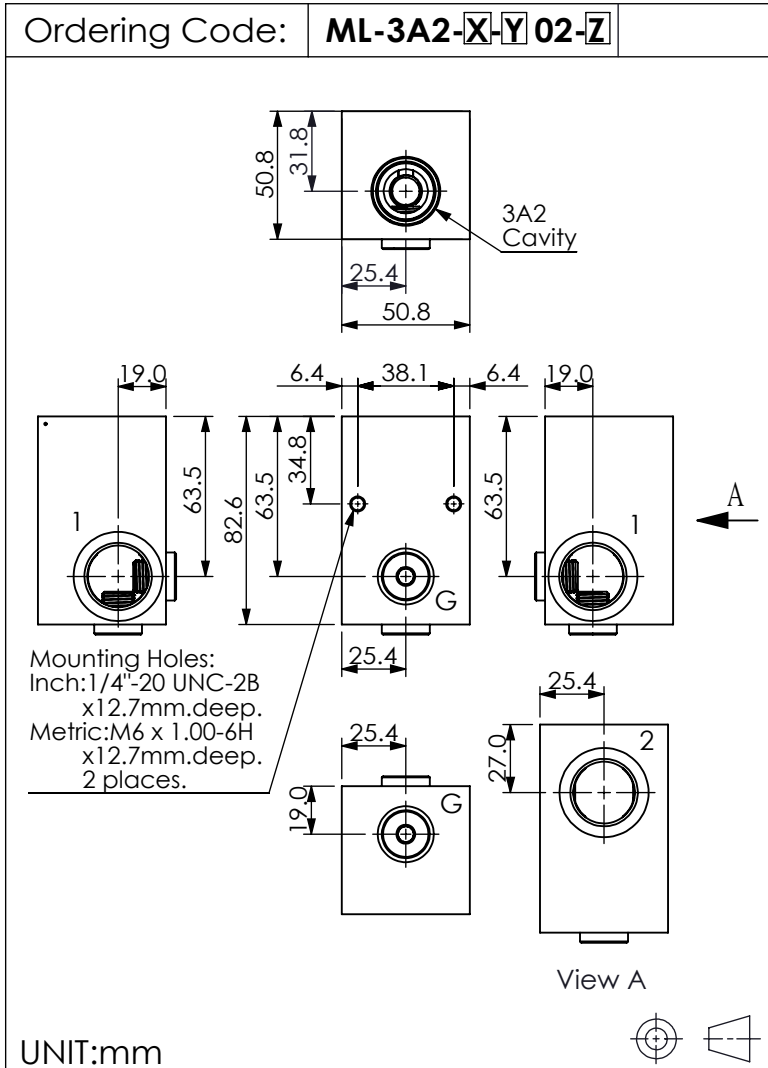 Ordering Code: ML-3A2-X-Y 02-Z
50.8
31.8
3A2
Cavity
25.4
50.8
19.0
6.4 38.1 6.4
19.0
63.5
82.6
63.5
34.8
63.5
A
1
G
1
Mounting Holes:
Inch:1/4"-20 UNC-2B
x12.7mm.deep.
Metric:M6 x 1.00-6H
x12.7mm.deep.
2 places.
25.4
25.4
19.0
G
25.4
27.0
2
View A
UNIT:mm